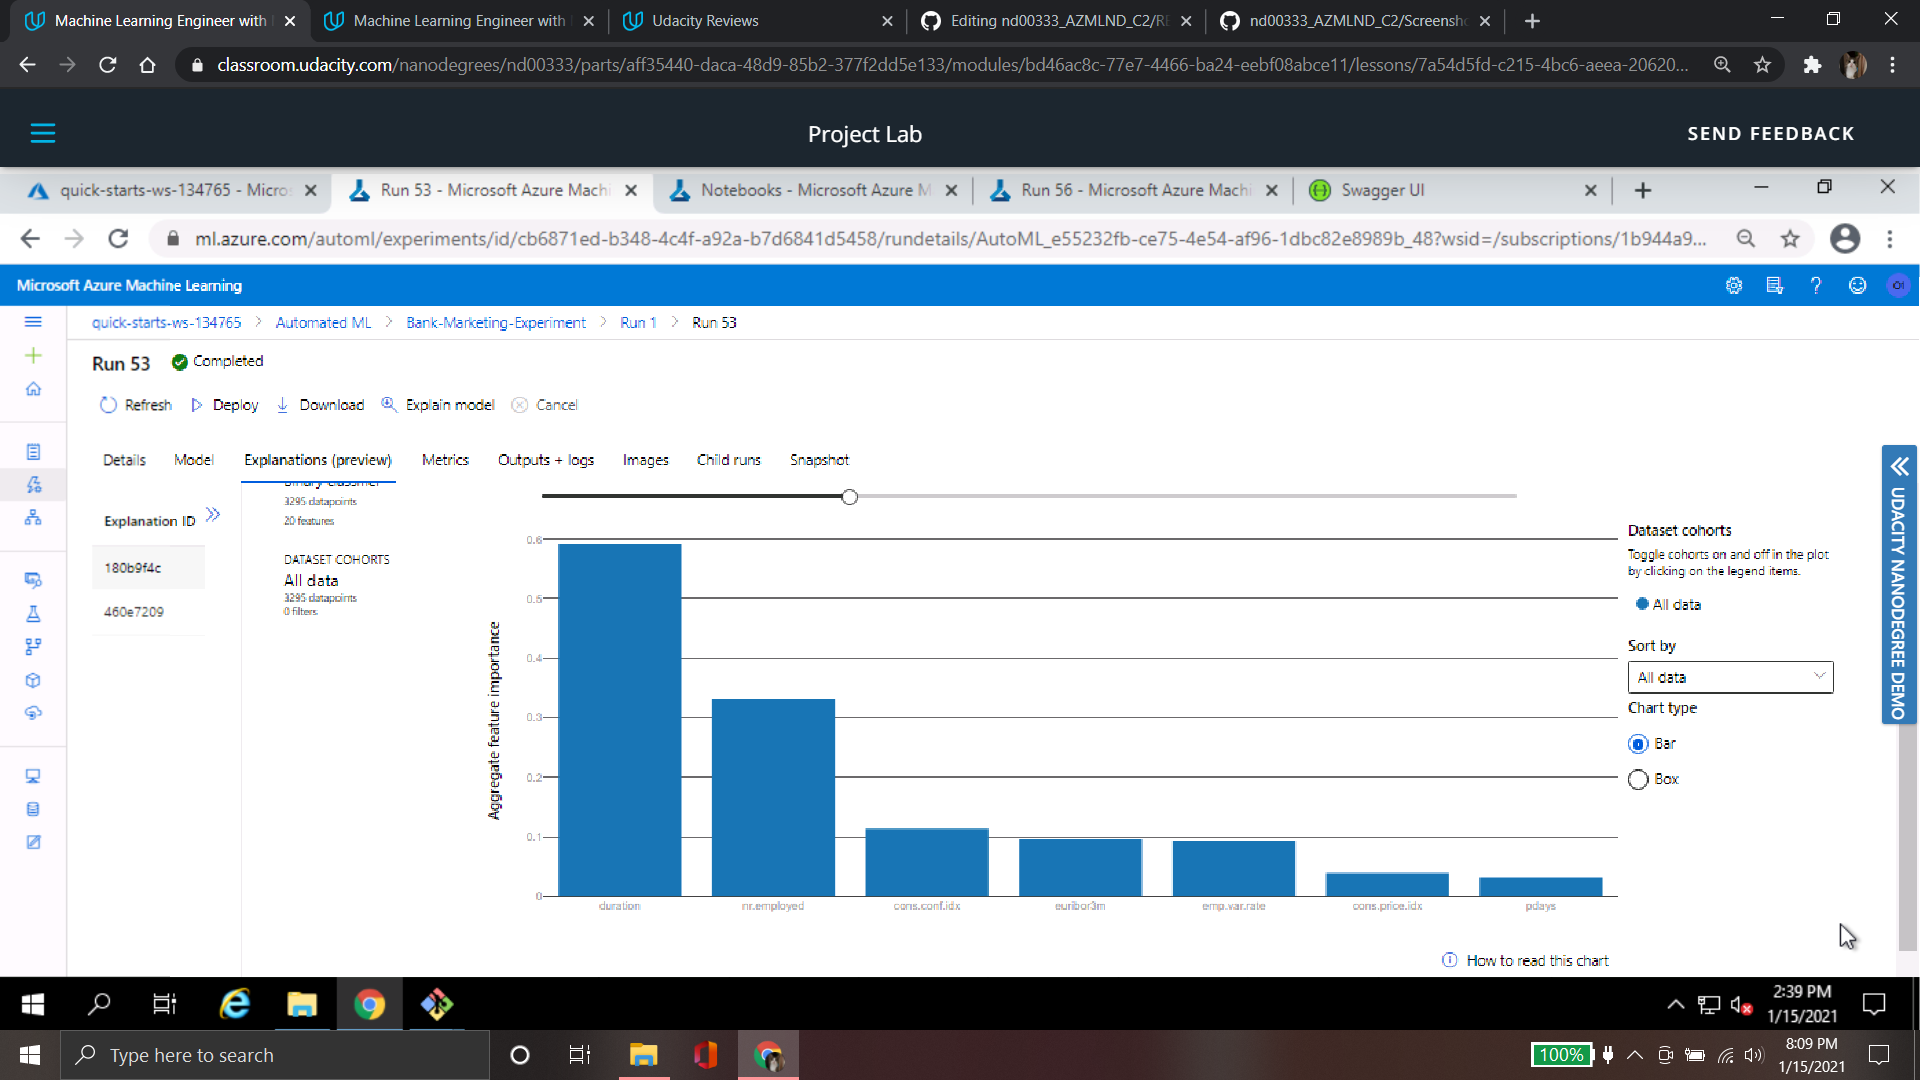 Machine Learning Engineer with
Machine Learning Engineer with
Udacity Reviews
Editing nd00333_AZMLND_C2/RE
nd00333_AZMLND_C2/Screensho
classroom.udacity.com/nanodegrees/nd00333/parts/aff35440-daca-48d9-85b2-377f2dd5e133/modules/bd46ac8c-77e7-4466-ba24-eebf08abce11/lessons/7a54d5fd-c215-4bc6-aeea-20620...
Project Lab
SEND FEEDBACK
quick-starts-ws-134765 - Micros
Run 53 - Microsoft Azure Machi
Notebooks - Microsoft Azure M
Run 56 - Microsoft Azure Machi
Swagger UI
ml.azure.com/automl/experiments/id/cb6871ed-b348-4c4f-a92a-b7d6841d5458/rundetails/AutoML_e55232fb-ce75-4e54-af96-1dbc82e8989b_48?wsid=/subscriptions/1b944a9...
Microsoft Azure Machine Learning
OI
quick-starts-ws-134765 > Automated ML > Bank-Marketing-Experiment > Run 1 > Run 53
Run 53 Completed
Refresh Deploy Download Explain model Cancel
Details Model Explanations (preview) Metrics Outputs + logs Images Child runs Snapshot
Explanation ID
180b9f4c
460e7209
Binary classifier
3295 datapoints
20 features
DATASET COHORTS
All data
3295 datapoints
0 filters
Aggregate feature importance
0.6
0.5
0.4
0.3
0.2
0.1
0
duration nr.employed cons.conf.idx euribor3m emp.var.rate cons.price.idx pdays
How to read this chart
Dataset cohorts
Toggle cohorts on and off in the plot
by clicking on the legend items.
All data
Sort by
All data
Chart type
Bar
Box
UDACITY NANODEGREE DEMO
2:39 PM
1/15/2021
Type here to search
100%
8:09 PM
1/15/2021